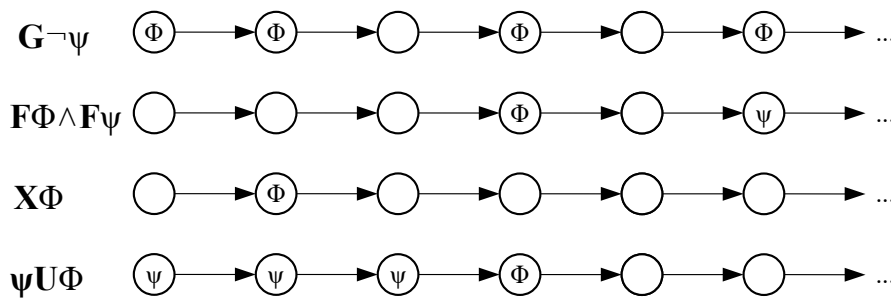 G¬ψ Φ Φ Φ Φ ...
FΦ∧Fψ Φ ψ ...
XΦ Φ ...
ψUΦ ψ ψ ψ Φ ...